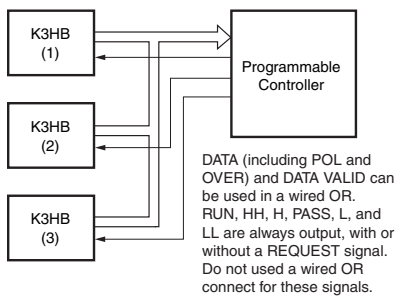 K3HB
(1)
Programmable
Controller
K3HB
(2)
K3HB
(3)
DATA (including POL and
OVER) and DATA VALID can
be used in a wired OR.
RUN, HH, H, PASS, L, and
LL are always output, with or
without a REQUEST signal.
Do not used a wired OR
connect for these signals.